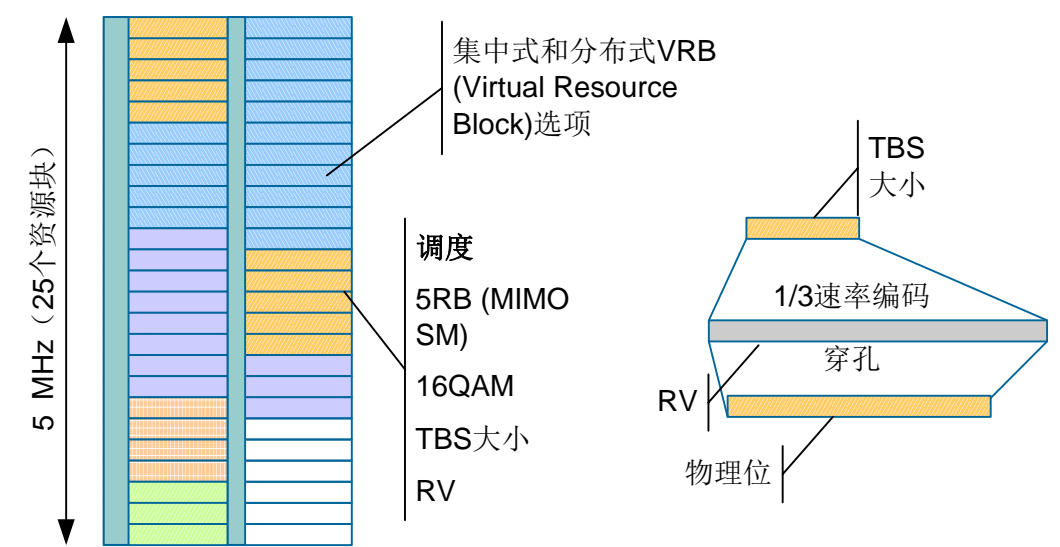 5 MHz（25个资源块）
集中式和分布式VRB
(Virtual Resource
Block)选项
调度
5RB (MIMO
SM)
16QAM
TBS大小
RV
TBS
大小
1/3速率编码
穿孔
RV
物理位